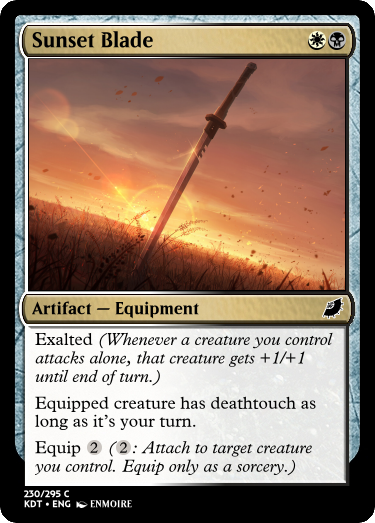 Sunset Blade
Artifact — Equipment
Exalted (Whenever a creature you control
attacks alone, that creature gets +1/+1
until end of turn.)
Equipped creature has deathtouch as
long as it's your turn.
Equip 2 (2: Attach to target creature
you control. Equip only as a sorcery.)
230/295 C
KDT • ENG ENMOIRE